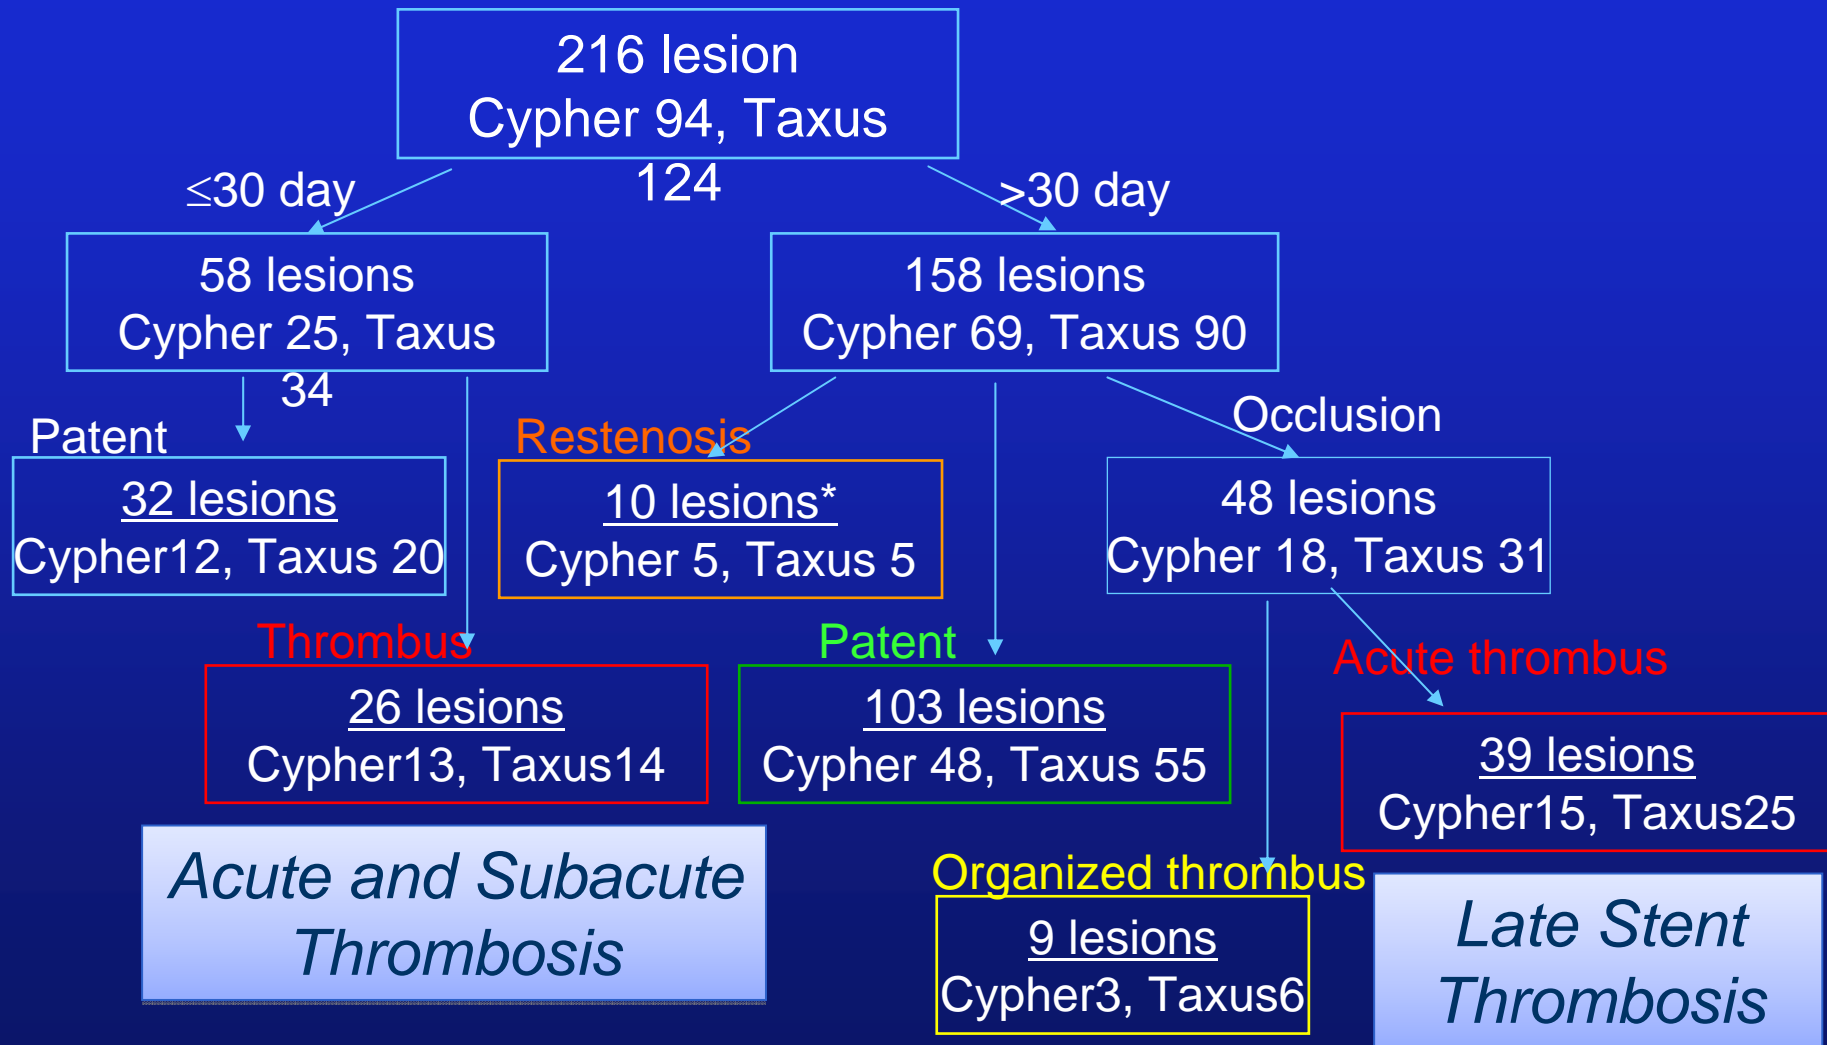 216 lesion
Cypher 94, Taxus
124
≤30 day
>30 day
58 lesions
Cypher 25, Taxus
34
158 lesions
Cypher 69, Taxus 90
Patent
32 lesions
Cypher12, Taxus 20
Restenosis
10 lesions*
Cypher 5, Taxus 5
Occlusion
48 lesions
Cypher 18, Taxus 31
Thrombus
26 lesions
Cypher13, Taxus14
Patent
103 lesions
Cypher 48, Taxus 55
Acute thrombus
39 lesions
Cypher15, Taxus25
Acute and Subacute
Thrombosis
Organized thrombus
9 lesions
Cypher3, Taxus6
Late Stent
Thrombosis